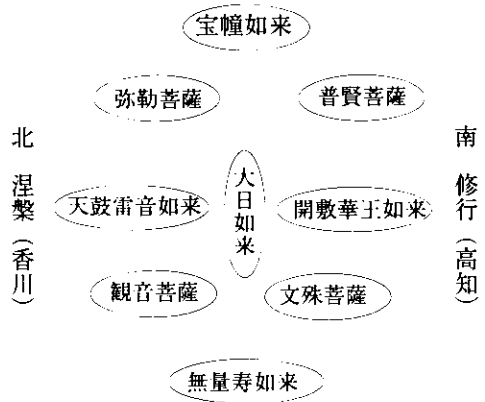 宝幢如来
弥勒菩薩
普賢菩薩
北 涅槃（香川）
南 修行（高知）
天鼓雷音如来
大日如来
開敷華王如来
観音菩薩
文殊菩薩
無量寿如来